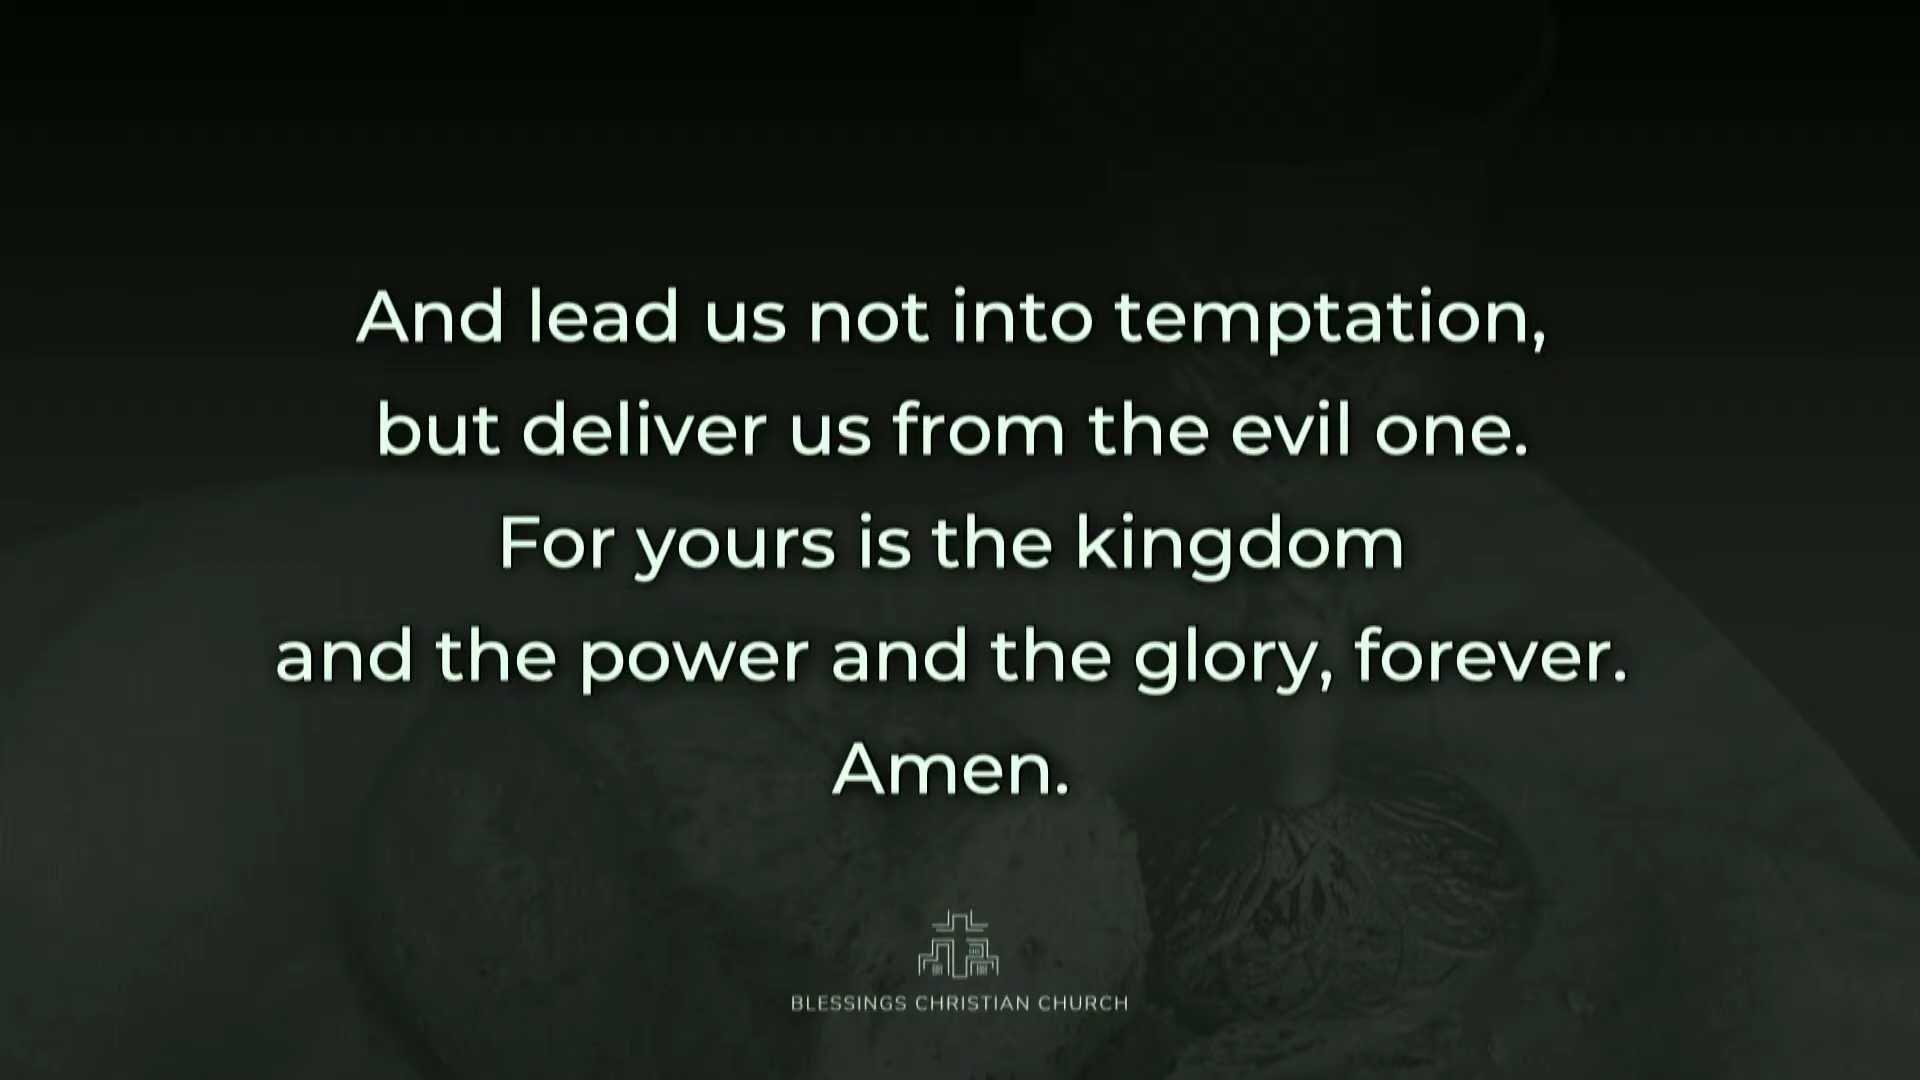 And lead us not into temptation,
but deliver us from the evil one.
For yours is the kingdom
and the power and the glory, forever.
Amen.
BLESSINGS CHRISTIAN CHURCH